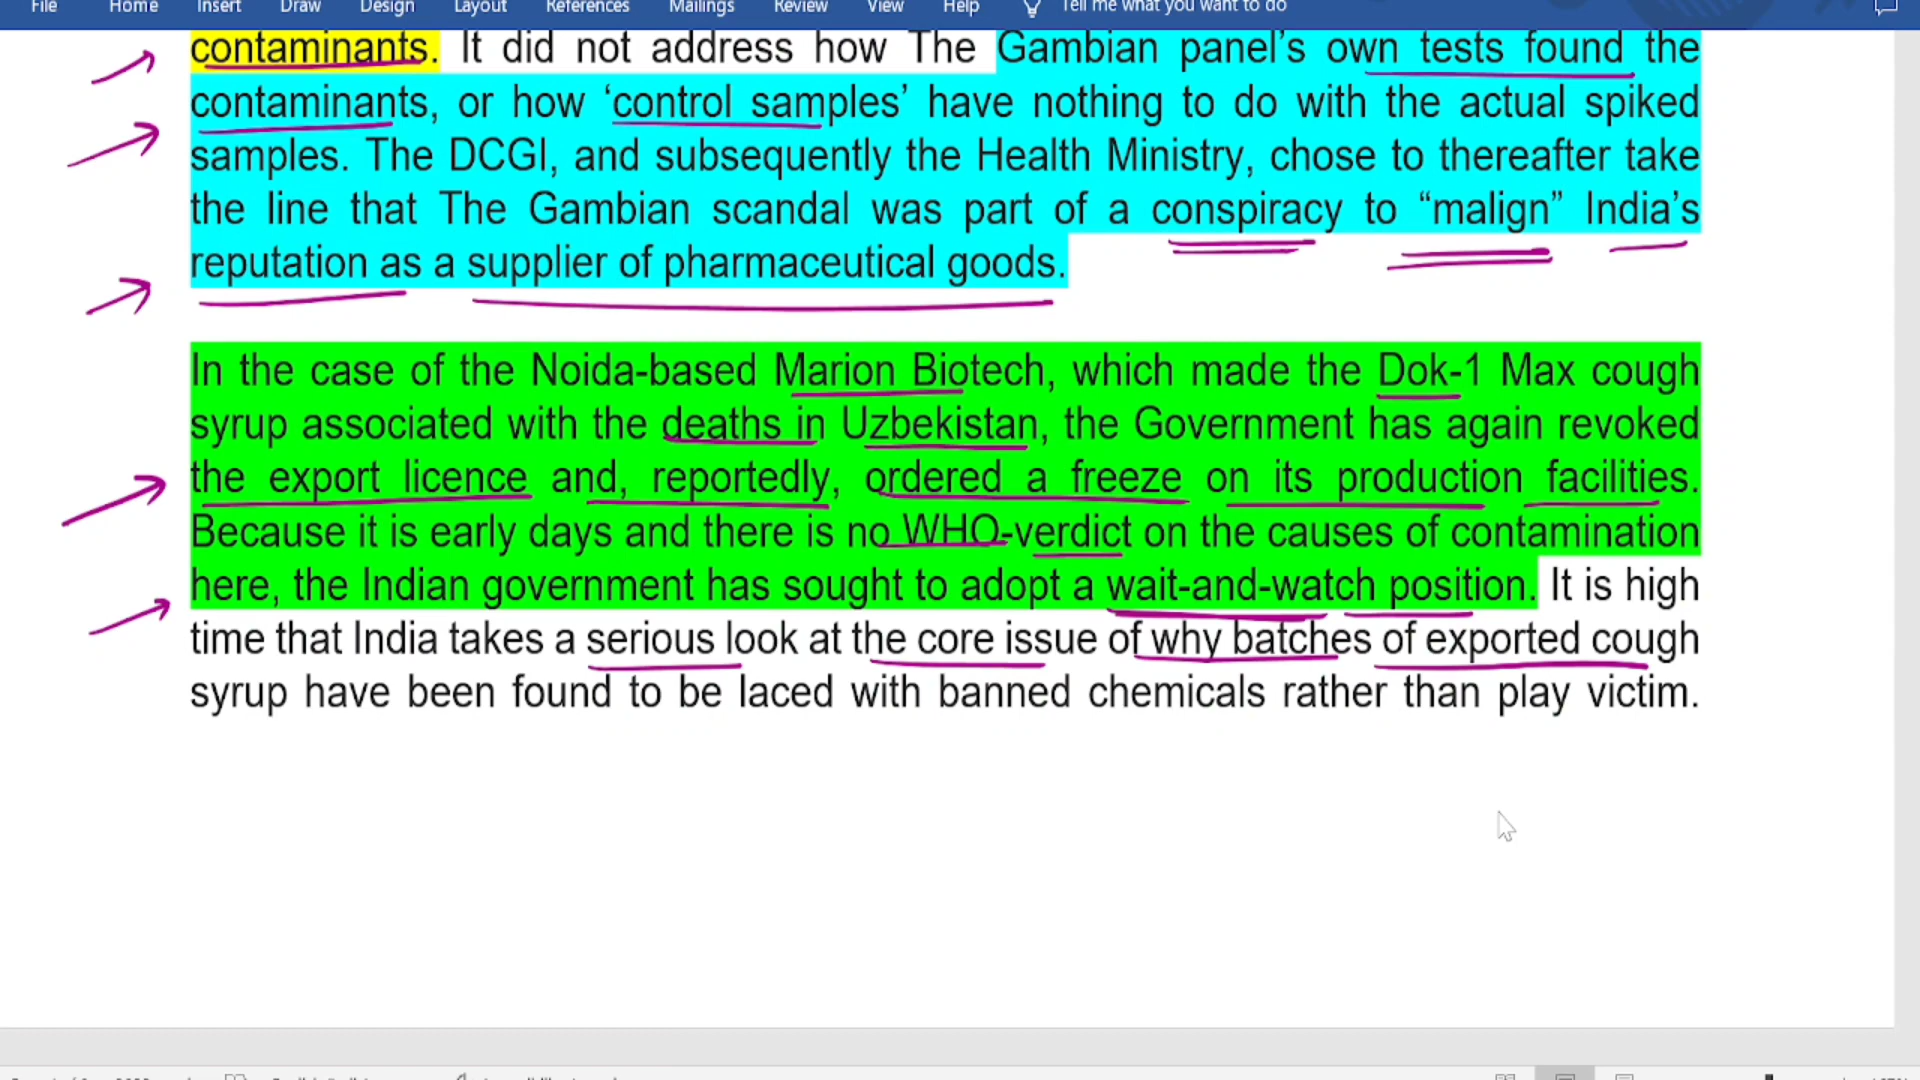 File Home Insert Draw Design Layout References Mailings Review View Help Tell me what you want to do
contaminants. It did not address how The Gambian panel's own tests found the
contaminants, or how ‘control samples’ have nothing to do with the actual spiked
samples. The DCGI, and subsequently the Health Ministry, chose to thereafter take
the line that The Gambian scandal was part of a conspiracy to “malign” India’s
reputation as a supplier of pharmaceutical goods.
In the case of the Noida-based Marion Biotech, which made the Dok-1 Max cough
syrup associated with the deaths in Uzbekistan, the Government has again revoked
the export licence and, reportedly, ordered a freeze on its production facilities.
Because it is early days and there is no WHO-verdict on the causes of contamination
here, the Indian government has sought to adopt a wait-and-watch position. It is high
time that India takes a serious look at the core issue of why batches of exported cough
syrup have been found to be laced with banned chemicals rather than play victim.